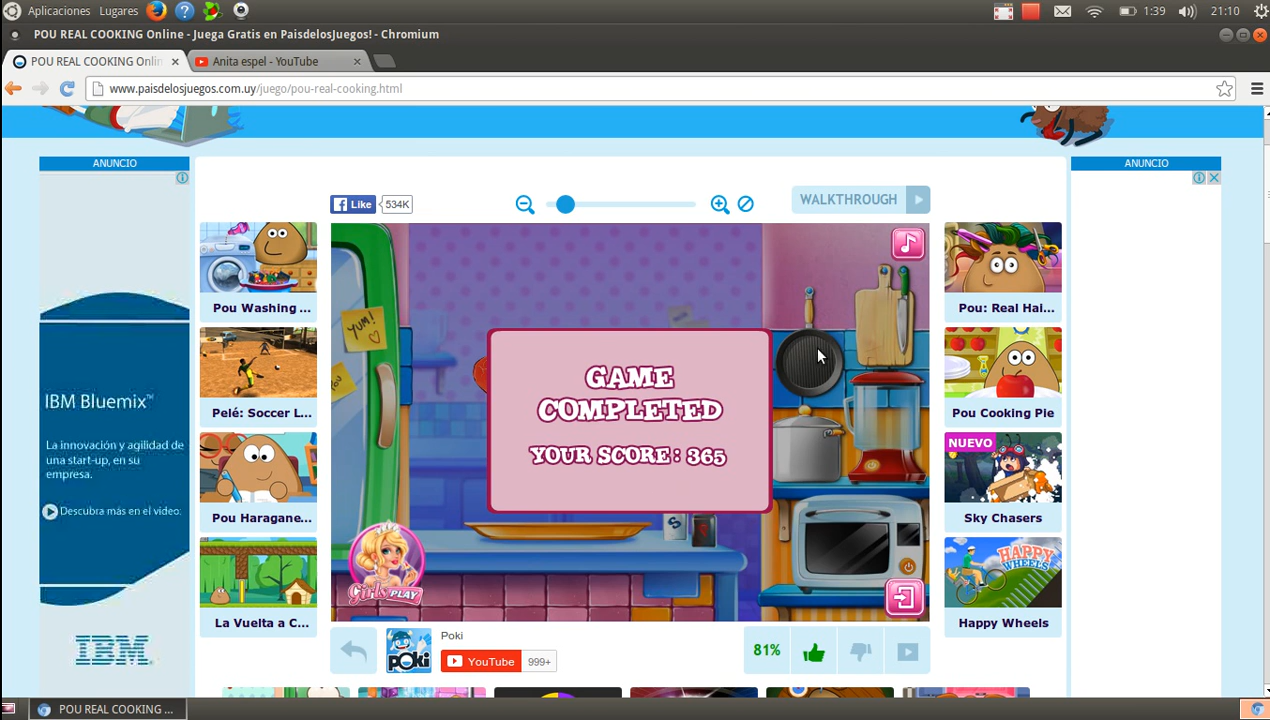 Aplicaciones Lugares 1:39 21:10
POU REAL COOKING Online - Juega Gratis en PaisdelosJuegos! - Chromium
POU REAL COOKING Onlin × Anita espel - YouTube ×
www.paisdelosjuegos.com.uy/juego/pou-real-cooking.html
ANUNCIO
ANUNCIO
Like 534K
WALKTHROUGH
Pou Washing ...
Pelé: Soccer L...
Pou Haragane...
La Vuelta a C...
IBM Bluemix™
La innovación y agilidad de
una start-up, en su
empresa.
Descubra más en el video.
IBM
YUM!
YOU
GAME
COMPLETED
YOUR SCORE : 365
S
Girls PLAY
Pou: Real Hai...
Pou Cooking Pie
NUEVO
Sky Chasers
HAPPY
WHEELS
Happy Wheels
POKI
Poki
YouTube 999+
81%
POU REAL COOKING ...